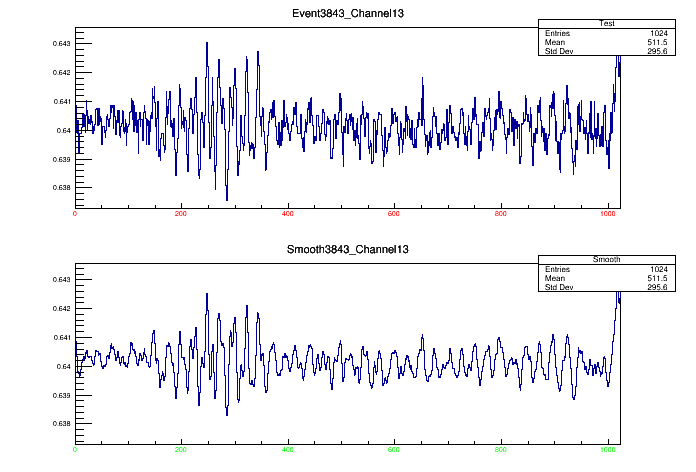 Event3843_Channel13
Test
Entries 1024
Mean 511.5
Std Dev 295.6
0.643
0.642
0.641
0.64
0.639
0.638
0 200 400 600 800 1000
Smooth3843_Channel13
Smooth
Entries 1024
Mean 511.5
Std Dev 295.6
0.643
0.642
0.641
0.64
0.639
0.638
0 200 400 600 800 1000